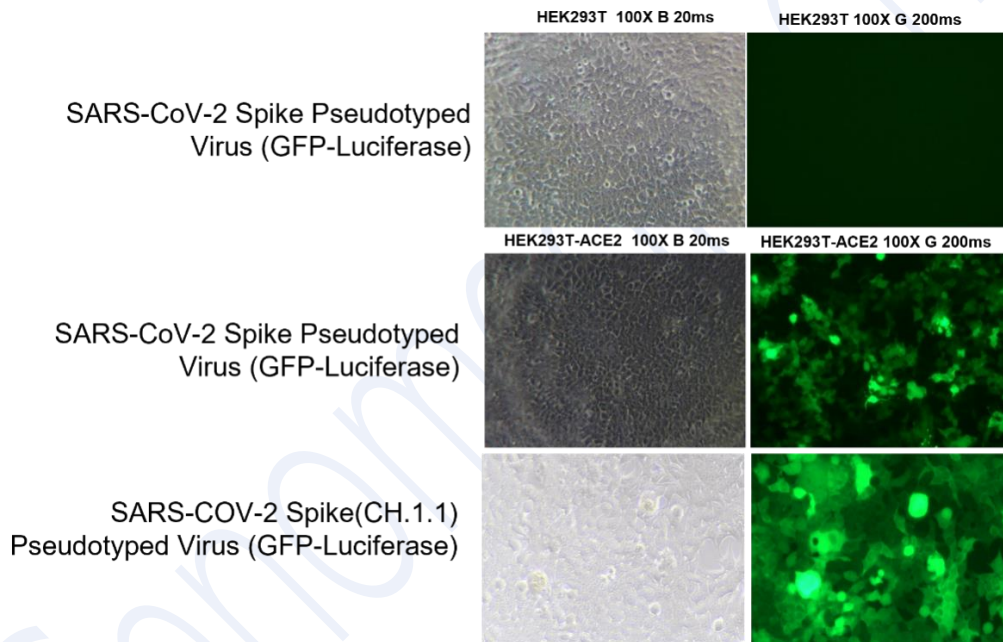 HEK293T 100X B 20ms
HEK293T 100X G 200ms
SARS-CoV-2 Spike Pseudotyped
Virus (GFP-Luciferase)
HEK293T-ACE2 100X B 20ms
HEK293T-ACE2 100X G 200ms
SARS-CoV-2 Spike Pseudotyped
Virus (GFP-Luciferase)
SARS-COV-2 Spike(CH.1.1)
Pseudotyped Virus (GFP-Luciferase)